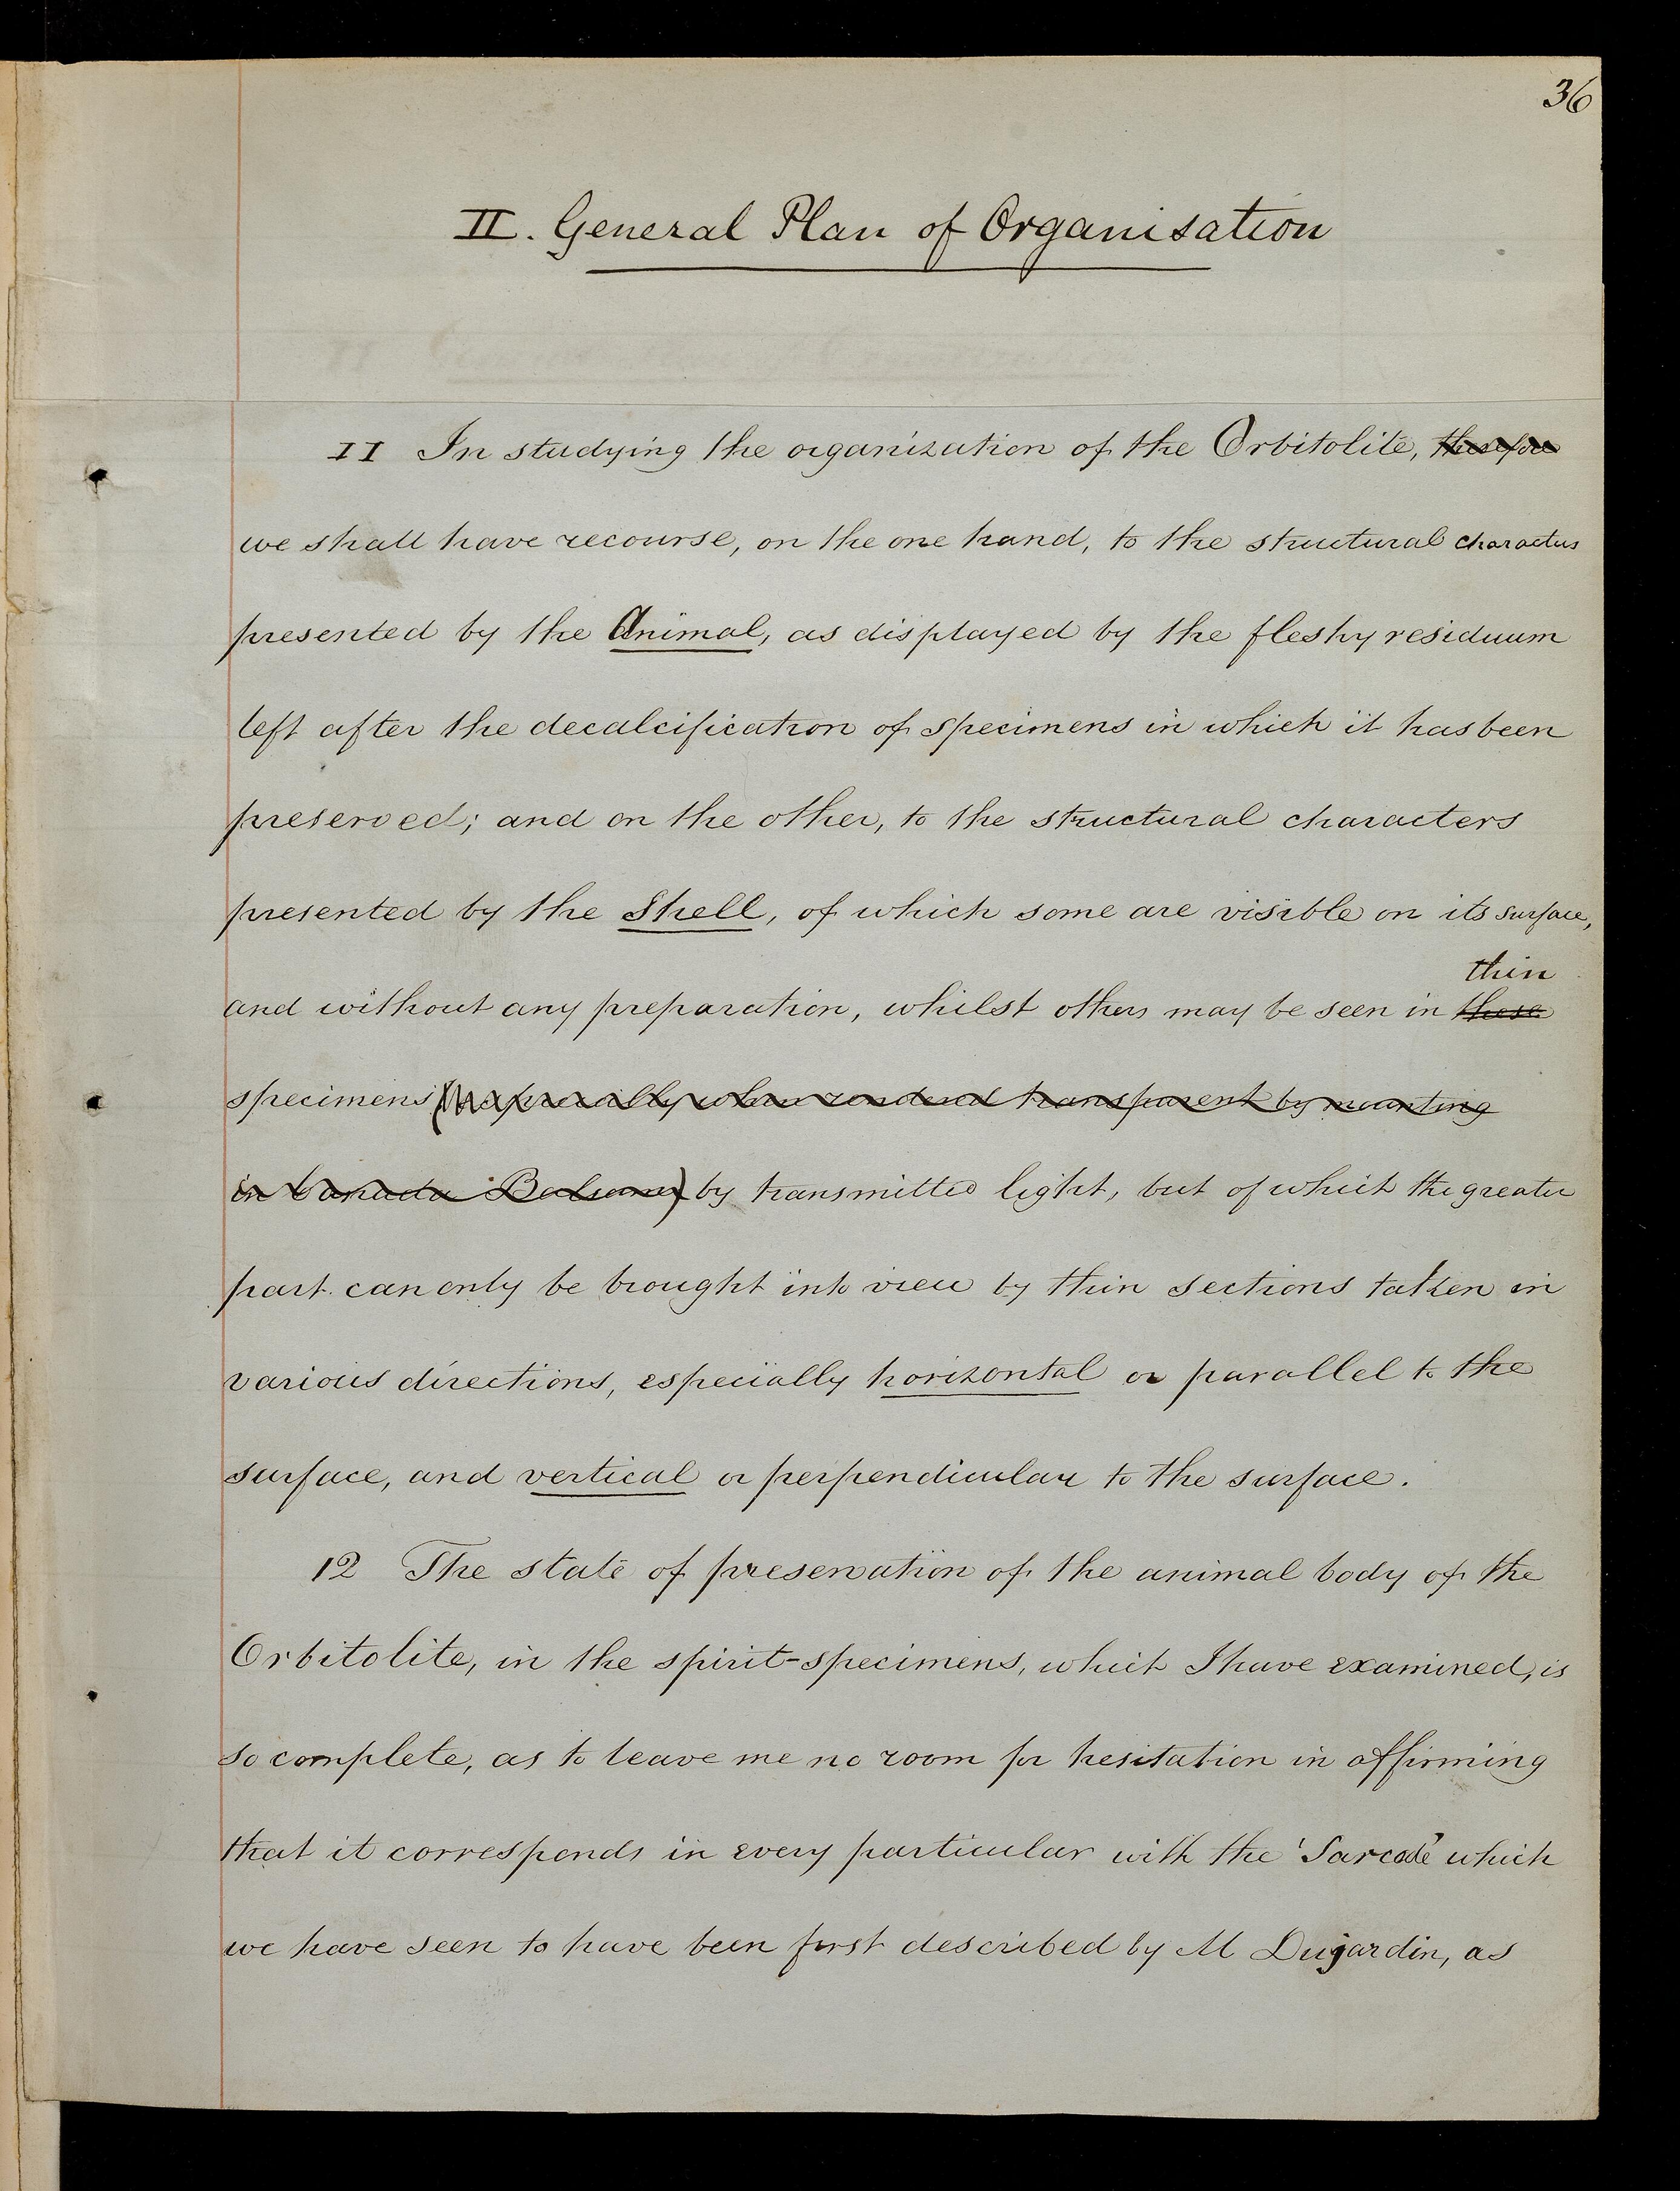 36
II. General Plan of Organisation
11 In studying the organization of the Orbitolite, therefore
we shall have recourse, on the one hand, to the structural characters
presented by the Animal, as displayed by the fleshy residuum
left after the decalcification of specimens in which it has been
preserved; and on the other, to the structural characters
presented by the Shell, of which some are visible on its surface,
thin
and without any preparation, whilst others may be seen in these
specimens (especially when rendered transparent by mounting
in Canada Balsam) by transmitted light, but of which the greater
part can only be brought into view by thin sections taken in
various directions, especially horizontal or parallel to the
surface, and vertical or perpendicular to the surface.
12 The state of preservation of the animal body of the
Orbitolite, in the spirit-specimens, which I have examined, is
so complete, as to leave me no room for hesitation in affirming
that it corresponds in every particular with the 'Sarcode' which
we have seen to have been first described by M Dujardin, as